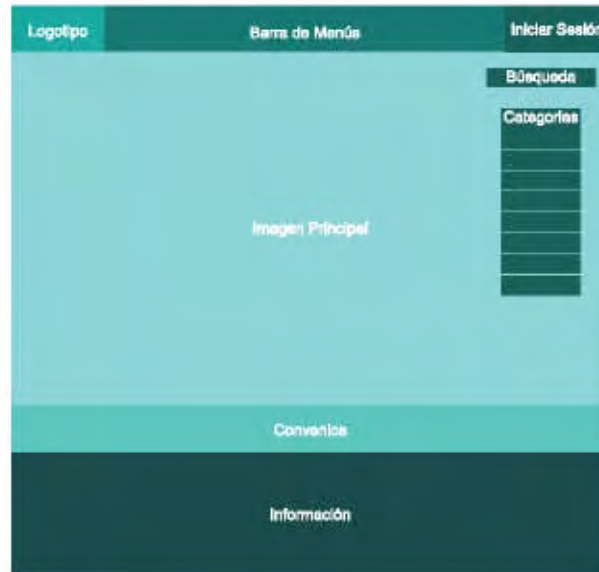 Logotipo
Barra de Menús
Iniciar Sesión
Búsqueda
Categorías
Imagen Principal
Convenios
Información